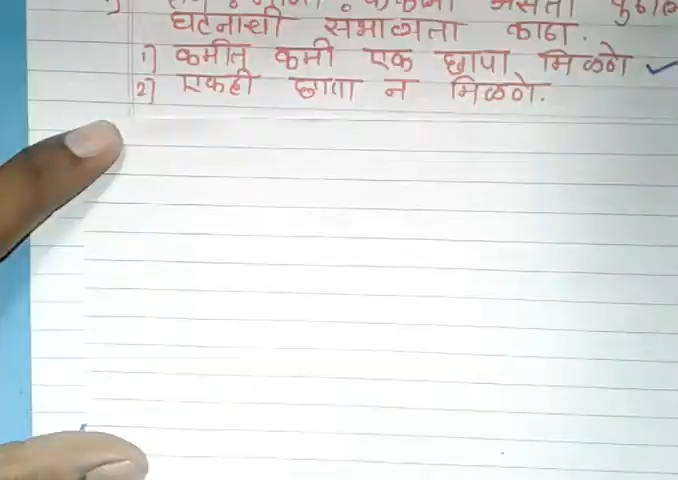 घटनाची संभाव्यता काढा.
1) कमीत कमी एक छापा मिळणे ✓
2) एकही छापा न मिळणे.